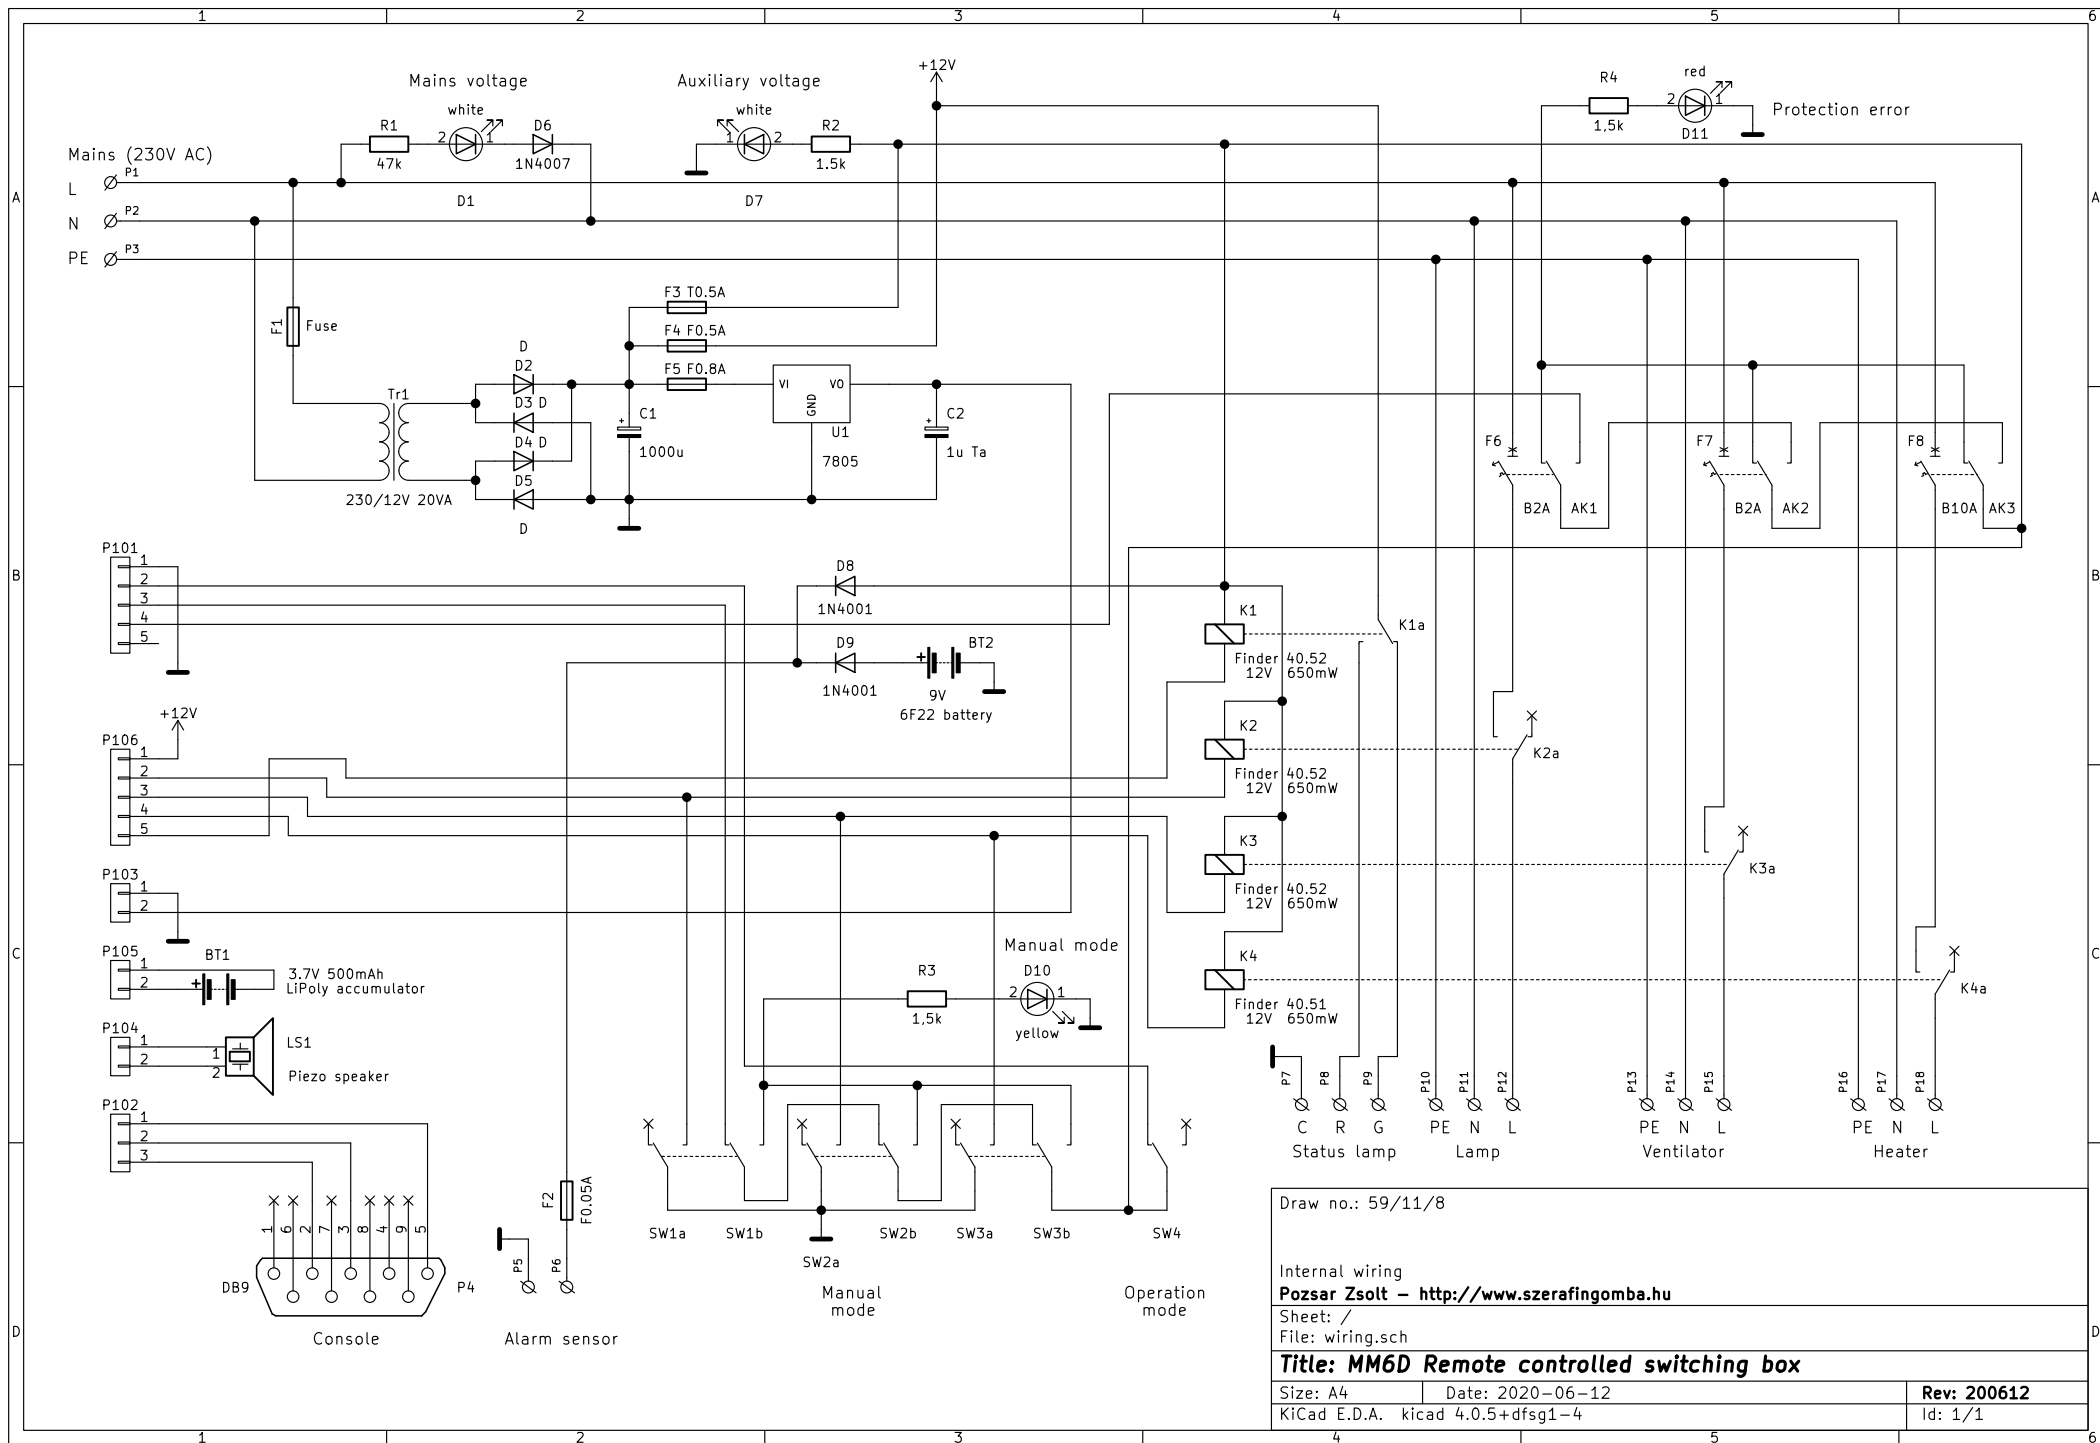 1 2 3 4 5 6
Mains voltage
white
R1
47k
D6
1N4007
D1
Auxiliary voltage
white
R2
1.5k
D7
+12V
R4
1,5k
red
D11
Protection error
2 1
1 2
2 1
Mains (230V AC)
L P1
N P2
PE P3
A A
F1 Fuse
F3 T0.5A
F4 F0.5A
F5 F0.8A
D
D2
D3 D
D4 D
D5
D
Tr1
230/12V 20VA
C1
1000u
VI VO
GND
U1
7805
C2
1u Ta
F6
B2A AK1
F7
B2A AK2
F8
B10A AK3
B B
P101
1
2
3
4
5
D8
1N4001
D9
1N4001
BT2
9V
6F22 battery
K1
Finder 40.52
12V 650mW
K1a
+12V
P106
1
2
3
4
5
K2
Finder 40.52
12V 650mW
K2a
K3
Finder 40.52
12V 650mW
K3a
P103
1
2
C C
P105
1
2
BT1
3.7V 500mAh
LiPoly accumulator
Manual mode
R3
1,5k
D10
2 1
yellow
K4
Finder 40.51
12V 650mW
K4a
P104
1
2
1
2
LS1
Piezo speaker
P102
1
2
3
P7 P8 P9 P10 P11 P12 P13 P14 P15 P16 P17 P18
C R G PE N L PE N L PE N L
Status lamp Lamp Ventilator Heater
1 6 2 7 3 8 4 9 5
DB9 P4
Console
F2
F0.05A
P5 P6
Alarm sensor
SW1a SW1b SW2a SW2b SW3a SW3b SW4
Manual
mode
Operation
mode
D D
Draw no.: 59/11/8
Internal wiring
Pozsar Zsolt – http://www.szerafingomba.hu
Sheet: /
File: wiring.sch
Title: MM6D Remote controlled switching box
Size: A4 Date: 2020-06-12 Rev: 200612
KiCad E.D.A. kicad 4.0.5+dfsg1-4 Id: 1/1
1 2 3 4 5 6